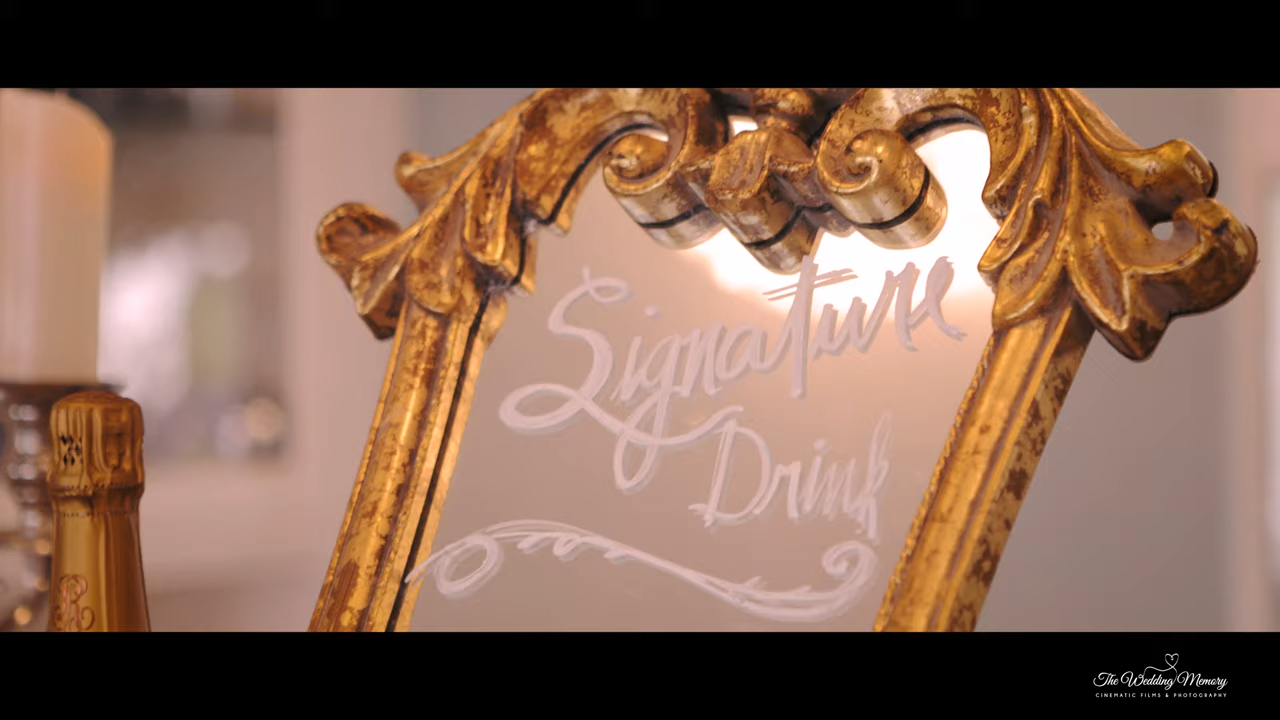 Signature
Drink
R
The Wedding Memory
CINEMATIC FILMS & PHOTOGRAPHY